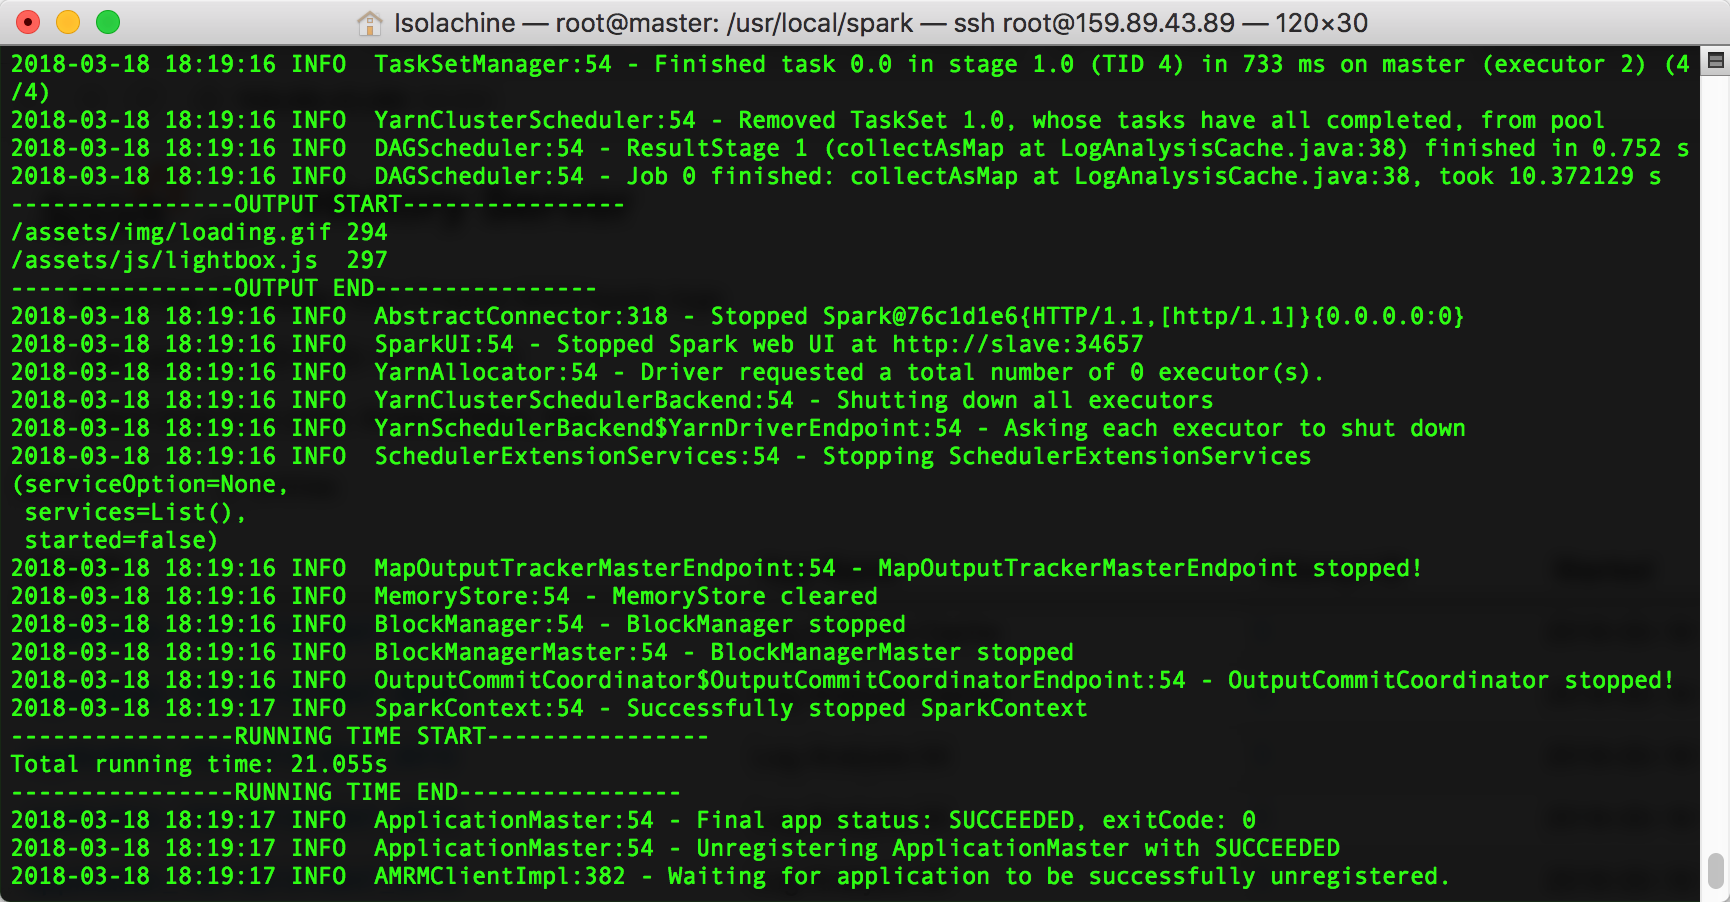 Isolachine — root@master: /usr/local/spark — ssh root@159.89.43.89 — 120×30
2018-03-18 18:19:16 INFO  TaskSetManager:54 - Finished task 0.0 in stage 1.0 (TID 4) in 733 ms on master (executor 2) (4
/4)
2018-03-18 18:19:16 INFO  YarnClusterScheduler:54 - Removed TaskSet 1.0, whose tasks have all completed, from pool
2018-03-18 18:19:16 INFO  DAGScheduler:54 - ResultStage 1 (collectAsMap at LogAnalysisCache.java:38) finished in 0.752 s
2018-03-18 18:19:16 INFO  DAGScheduler:54 - Job 0 finished: collectAsMap at LogAnalysisCache.java:38, took 10.372129 s
----------------OUTPUT START----------------
/assets/img/loading.gif 294
/assets/js/lightbox.js  297
----------------OUTPUT END----------------
2018-03-18 18:19:16 INFO  AbstractConnector:318 - Stopped Spark@76c1d1e6{HTTP/1.1,[http/1.1]}{0.0.0.0:0}
2018-03-18 18:19:16 INFO  SparkUI:54 - Stopped Spark web UI at http://slave:34657
2018-03-18 18:19:16 INFO  YarnAllocator:54 - Driver requested a total number of 0 executor(s).
2018-03-18 18:19:16 INFO  YarnClusterSchedulerBackend:54 - Shutting down all executors
2018-03-18 18:19:16 INFO  YarnSchedulerBackend$YarnDriverEndpoint:54 - Asking each executor to shut down
2018-03-18 18:19:16 INFO  SchedulerExtensionServices:54 - Stopping SchedulerExtensionServices
(serviceOption=None,
 services=List(),
 started=false)
2018-03-18 18:19:16 INFO  MapOutputTrackerMasterEndpoint:54 - MapOutputTrackerMasterEndpoint stopped!
2018-03-18 18:19:16 INFO  MemoryStore:54 - MemoryStore cleared
2018-03-18 18:19:16 INFO  BlockManager:54 - BlockManager stopped
2018-03-18 18:19:16 INFO  BlockManagerMaster:54 - BlockManagerMaster stopped
2018-03-18 18:19:16 INFO  OutputCommitCoordinator$OutputCommitCoordinatorEndpoint:54 - OutputCommitCoordinator stopped!
2018-03-18 18:19:17 INFO  SparkContext:54 - Successfully stopped SparkContext
----------------RUNNING TIME START----------------
Total running time: 21.055s
----------------RUNNING TIME END----------------
2018-03-18 18:19:17 INFO  ApplicationMaster:54 - Final app status: SUCCEEDED, exitCode: 0
2018-03-18 18:19:17 INFO  ApplicationMaster:54 - Unregistering ApplicationMaster with SUCCEEDED
2018-03-18 18:19:17 INFO  AMRMClientImpl:382 - Waiting for application to be successfully unregistered.